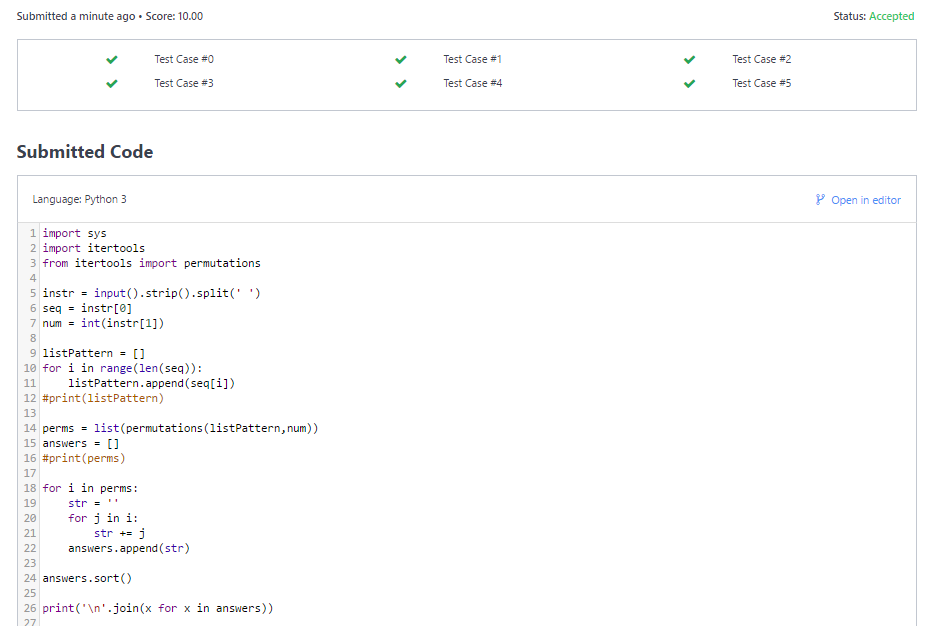 Submitted a minute ago • Score: 10.00
Status: Accepted
Test Case #0
Test Case #1
Test Case #2
Test Case #3
Test Case #4
Test Case #5
Submitted Code
Language: Python 3
Open in editor
1 import sys
2 import itertools
3 from itertools import permutations
4
5 instr = input().strip().split(' ')
6 seq = instr[0]
7 num = int(instr[1])
8
9 listPattern = []
10 for i in range(len(seq)):
11     listPattern.append(seq[i])
12 #print(listPattern)
13
14 perms = list(permutations(listPattern,num))
15 answers = []
16 #print(perms)
17
18 for i in perms:
19     str = ''
20     for j in i:
21         str += j
22     answers.append(str)
23
24 answers.sort()
25
26 print('\n'.join(x for x in answers))
27